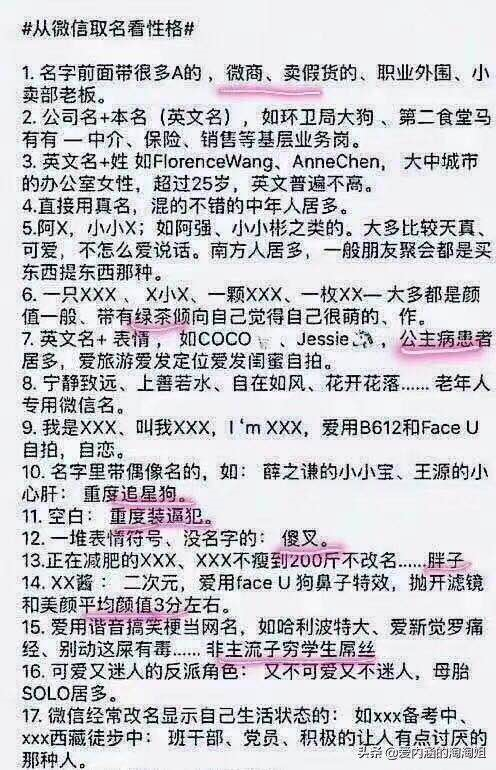 #从微信取名看性格#
1. 名字前面带很多A的 ，微商、卖假货的、职业外围、小
卖部老板。
2. 公司名+本名（英文名），如环卫局大狗 、第二食堂马
有有 — 中介、保险、销售等基层业务岗。
3. 英文名+姓 如FlorenceWang、AnneChen， 大中城市
的办公室女性，超过25岁，英文普遍不高。
4.直接用真名，混的不错的中年人居多。
5.阿X，小小X；如阿强、小小彬之类的。大多比较天真、
可爱，不怎么爱说话。南方人居多，一般朋友聚会都是买
东西提东西那种。
6. 一只XXX 、 X小X、一颗XXX、一枚XX— 大多都是颜
值一般、带有绿茶倾向自己觉得自己很萌的、作。
7. 英文名+ 表情 ，如COCO 、Jessie ，公主病患者
居多，爱旅游爱发定位爱发闺蜜自拍。
8. 宁静致远、上善若水、自在如风、花开花落...... 老年人
专用微信名。
9. 我是XXX、叫我XXX，I‘m XXX，爱用B612和Face U
自拍，自恋。
10. 名字里带偶像名的，如： 薛之谦的小小宝、王源的小
心肝： 重度追星狗。
11. 空白： 重度装逼犯。
12. 一堆表情符号、没名字的： 傻叉。
13.正在减肥的XXX、XXX不瘦到200斤不改名......胖子
14. XX酱 ：二次元，爱用face U 狗鼻子特效，抛开滤镜
和美颜平均颜值3分左右。
15. 爱用谐音搞笑梗当网名，如哈利波特大、爱新觉罗痛
经、别动这屎有毒...... 非主流子穷学生屌丝
16. 可爱又迷人的反派角色： 又不可爱又不迷人，母胎
SOLO居多。
17. 微信经常改名显示自己生活状态的： 如xxx备考中、
xxx西藏徒步中： 班干部、党员、积极的让人有点讨厌的
那种人。
头条 @爱内涵的淘淘姐